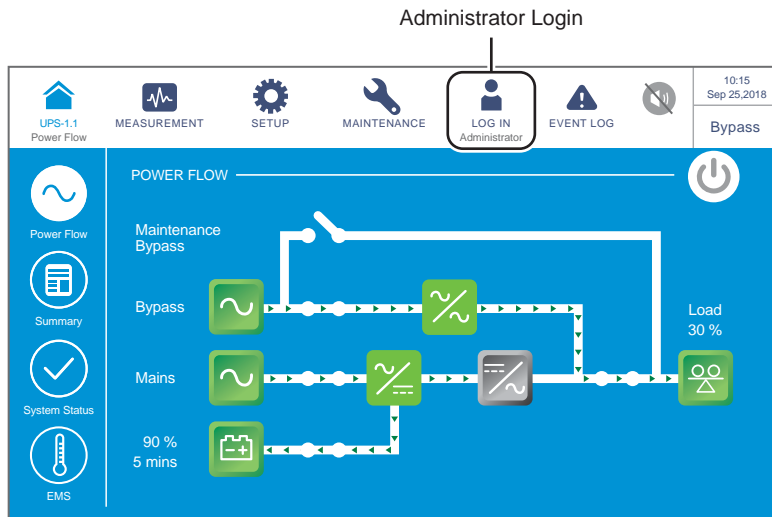 Administrator Login
10:15
Sep 25,2018
UPS-1.1
Power Flow
MEASUREMENT
SETUP
MAINTENANCE
LOG IN
Administrator
EVENT LOG
Bypass
POWER FLOW
Power Flow
Summary
System Status
EMS
Maintenance
Bypass
Bypass
Mains
90 %
5 mins
Load
30 %